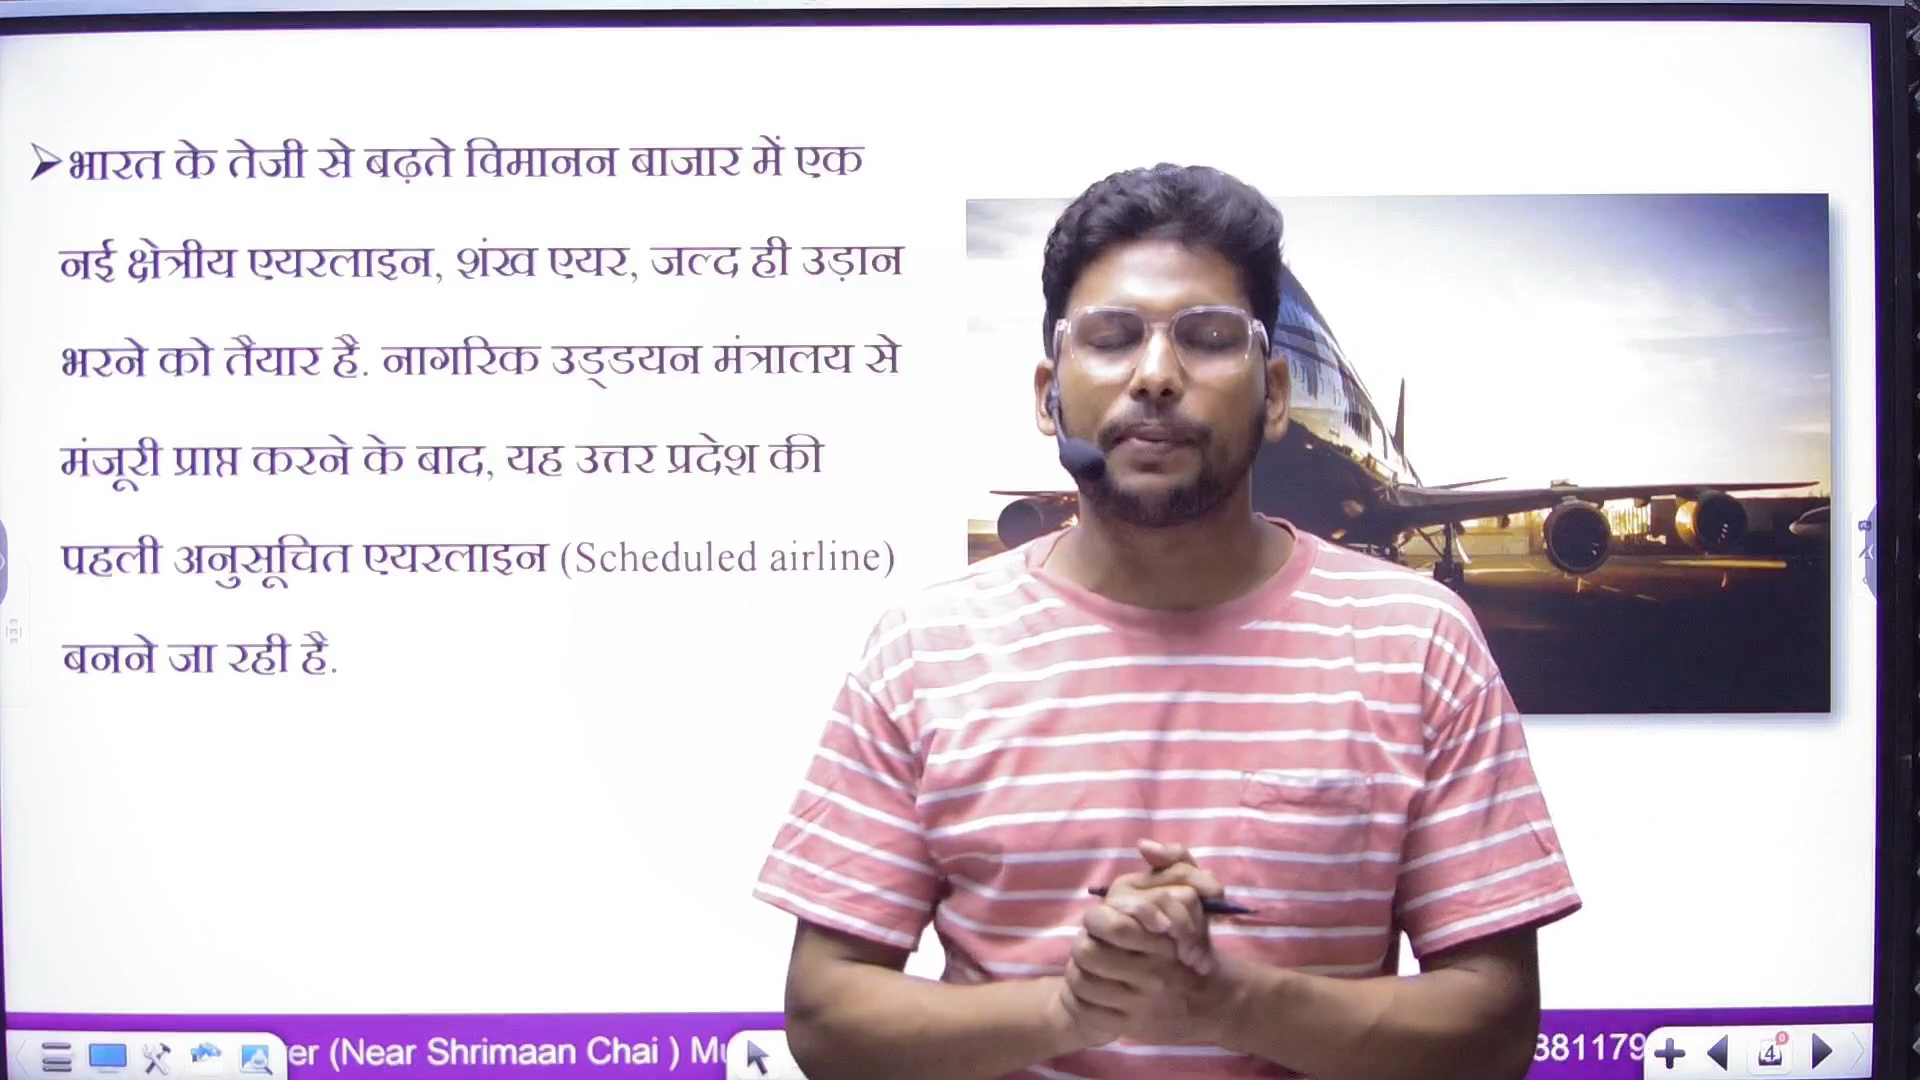 ➢भारत के तेजी से बढ़ते विमानन बाजार में एक
नई क्षेत्रीय एयरलाइन, शंख एयर, जल्द ही उड़ान
भरने को तैयार है. नागरिक उड्डयन मंत्रालय से
मंजूरी प्राप्त करने के बाद, यह उत्तर प्रदेश की
पहली अनुसूचित एयरलाइन (Scheduled airline)
बनने जा रही है.
er (Near Shrimaan Chai ) Mu
381179
4